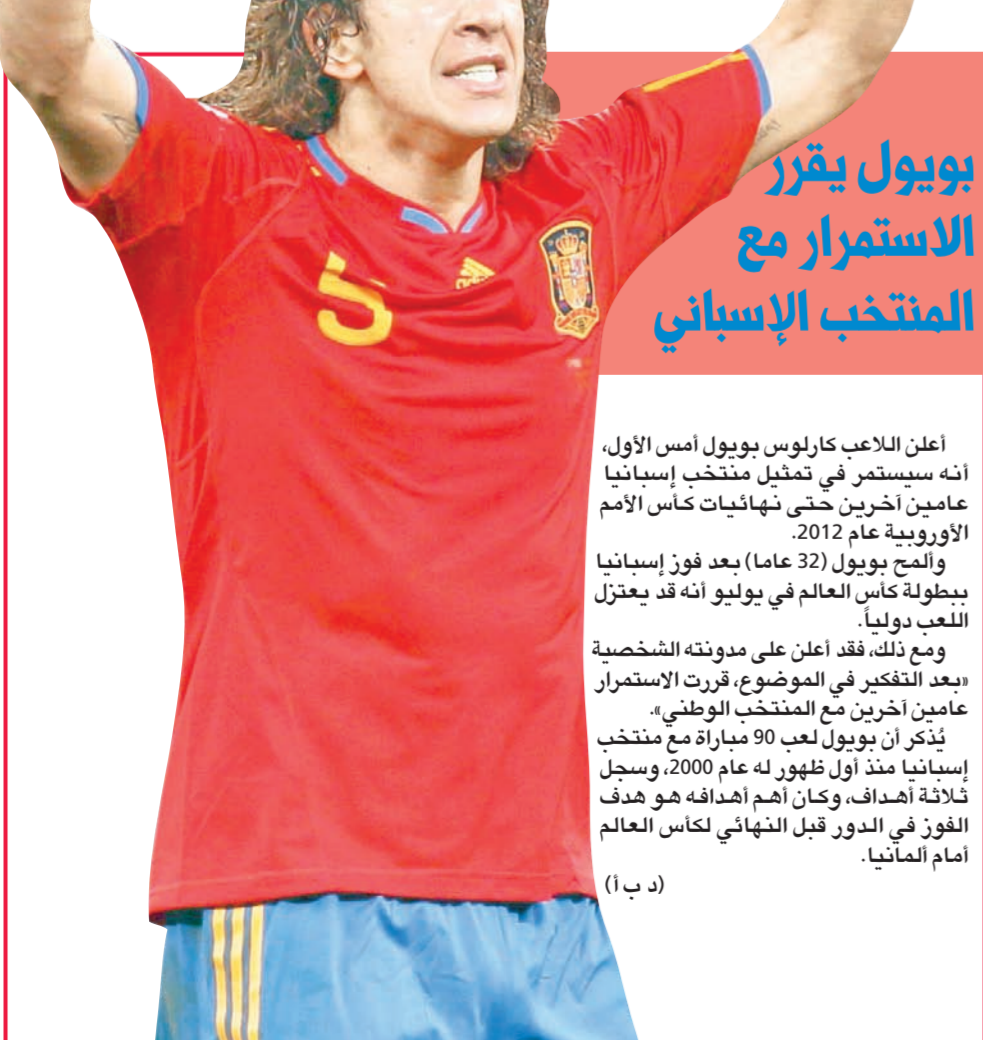 بويول يقرر
الاستمرار مع
المنتخب الإسباني
5
adidas
أعلن اللاعب كارلوس بويول أمس الأول،
أنه سيستمر في تمثيل منتخب إسبانيا
عامين آخرين حتى نهائيات كأس الأمم
الأوروبية عام 2012.
وألمح بويول (32 عاما) بعد فوز إسبانيا
ببطولة كأس العالم في يوليو أنه قد يعتزل
اللعب دولياً.
ومع ذلك، فقد أعلن على مدونته الشخصية
«بعد التفكير في الموضوع، قررت الاستمرار
عامين آخرين مع المنتخب الوطني».
يُذكر أن بويول لعب 90 مباراة مع منتخب
إسبانيا منذ أول ظهور له عام 2000، وسجل
ثلاثة أهداف، وكان أهم أهدافه هو هدف
الفوز في الدور قبل النهائي لكأس العالم
أمام ألمانيا.
(د ب أ)